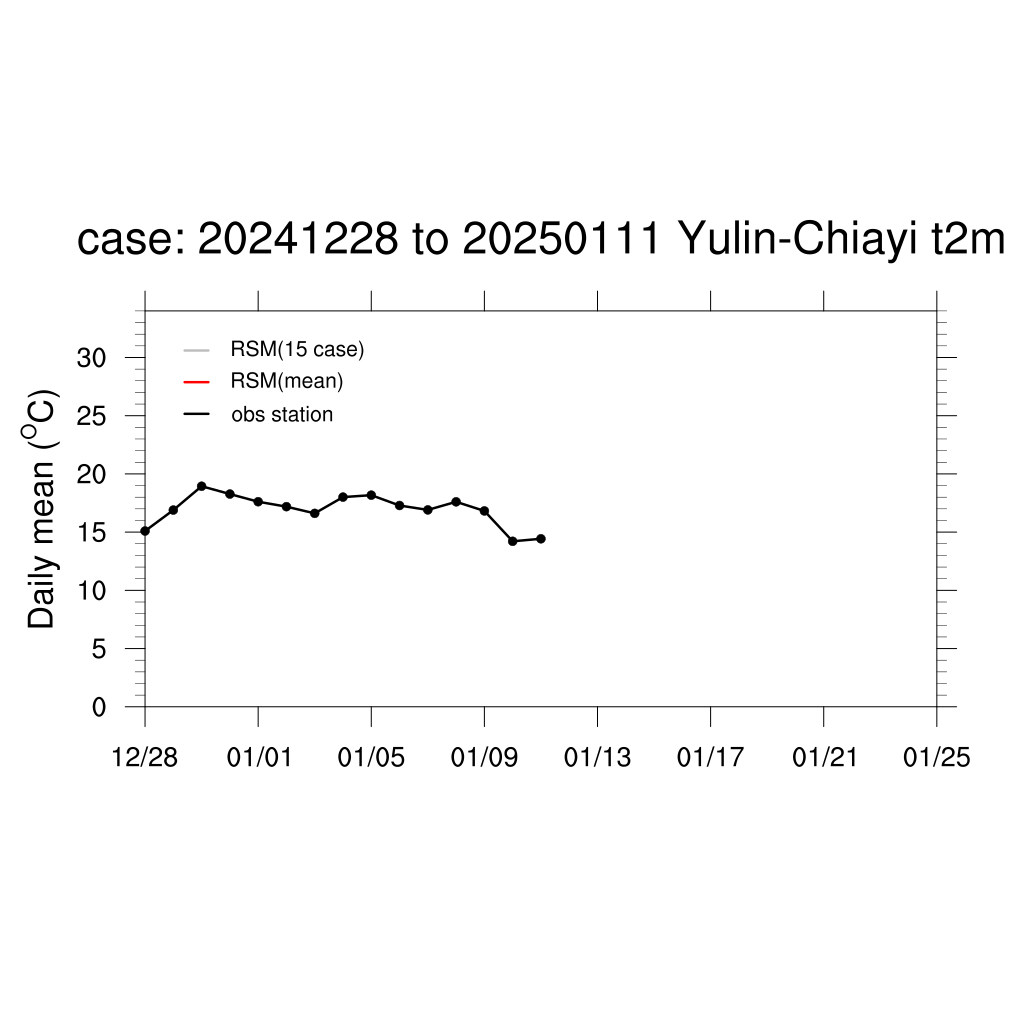 case: 20241228 to 20250111 Yulin-Chiayi t2m
RSM(15 case)
RSM(mean)
obs station
Daily mean (°C)
30
25
20
15
10
5
0
12/28 01/01 01/05 01/09 01/13 01/17 01/21 01/25